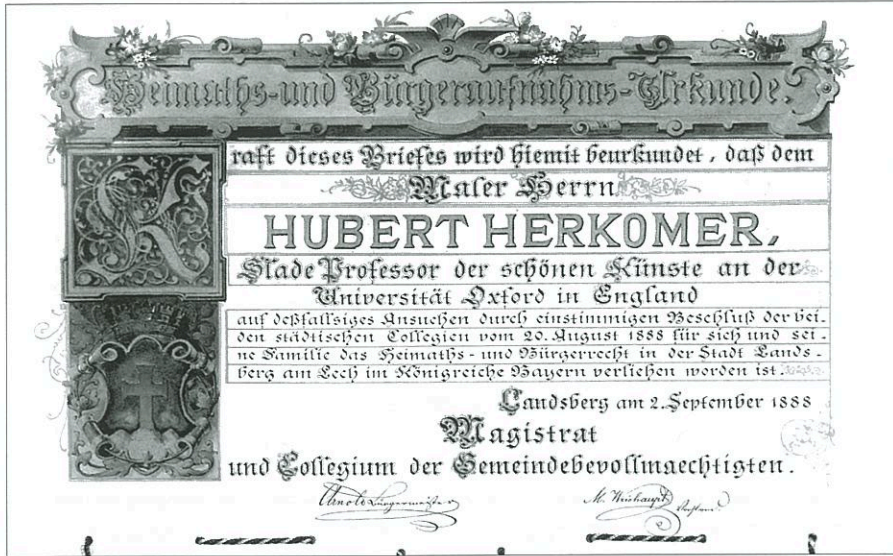 Heimaths- und Bürgeraufnahms-Urkunde.
Kraft dieses Briefes wird hiemit beurkundet, daß dem
Maler Herrn
HUBERT HERKOMER,
Slade Professor der schönen Künste an der
Universität Oxford in England
auf deßfallsiges Ansuchen durch einstimmigen Beschluß der bei-
den städtischen Collegien vom 20. August 1888 für sich und sei-
ne Familie das Heimaths- und Bürgerrecht in der Stadt Lands-
berg am Lech im Königreiche Bayern verliehen worden ist.
Landsberg am 2. September 1888
Magistrat
und Collegium der Gemeindebevollmaechtigten.
Arnold Bürgermeister